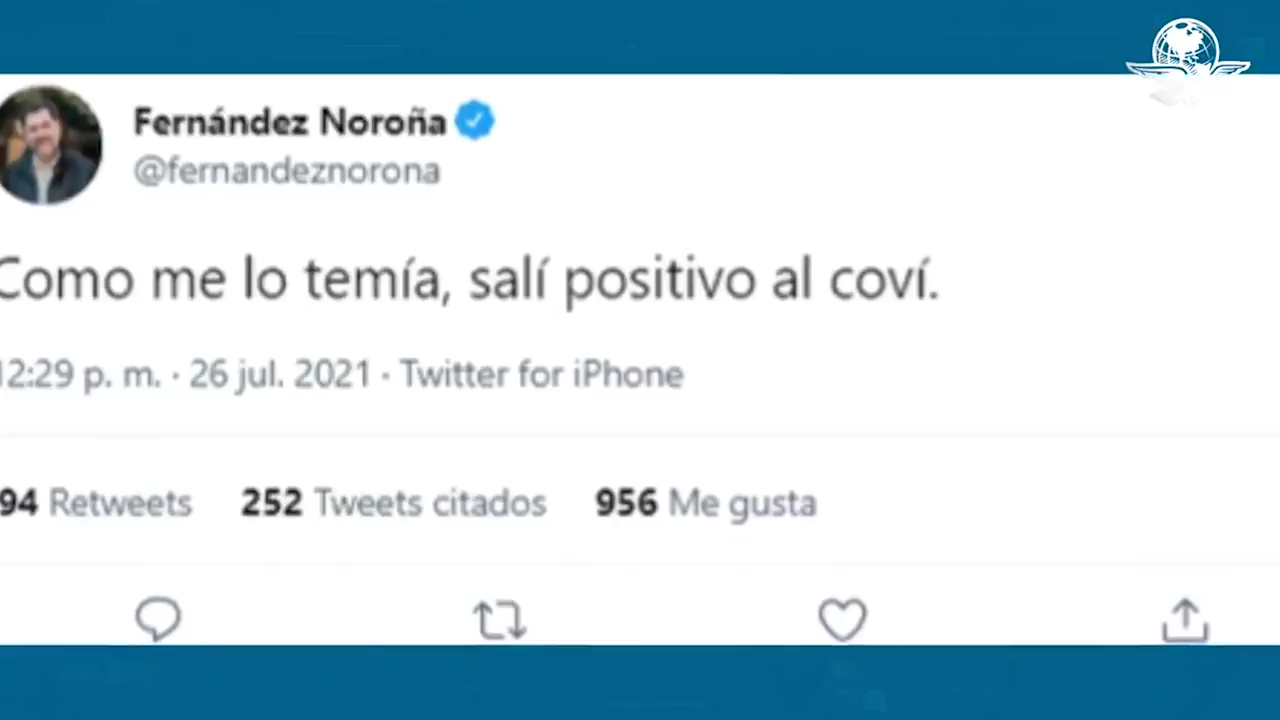 Fernández Noroña
@fernandeznorona
Como me lo temía, salí positivo al coví.
12:29 p. m. · 26 jul. 2021 · Twitter for iPhone
94 Retweets 252 Tweets citados 956 Me gusta